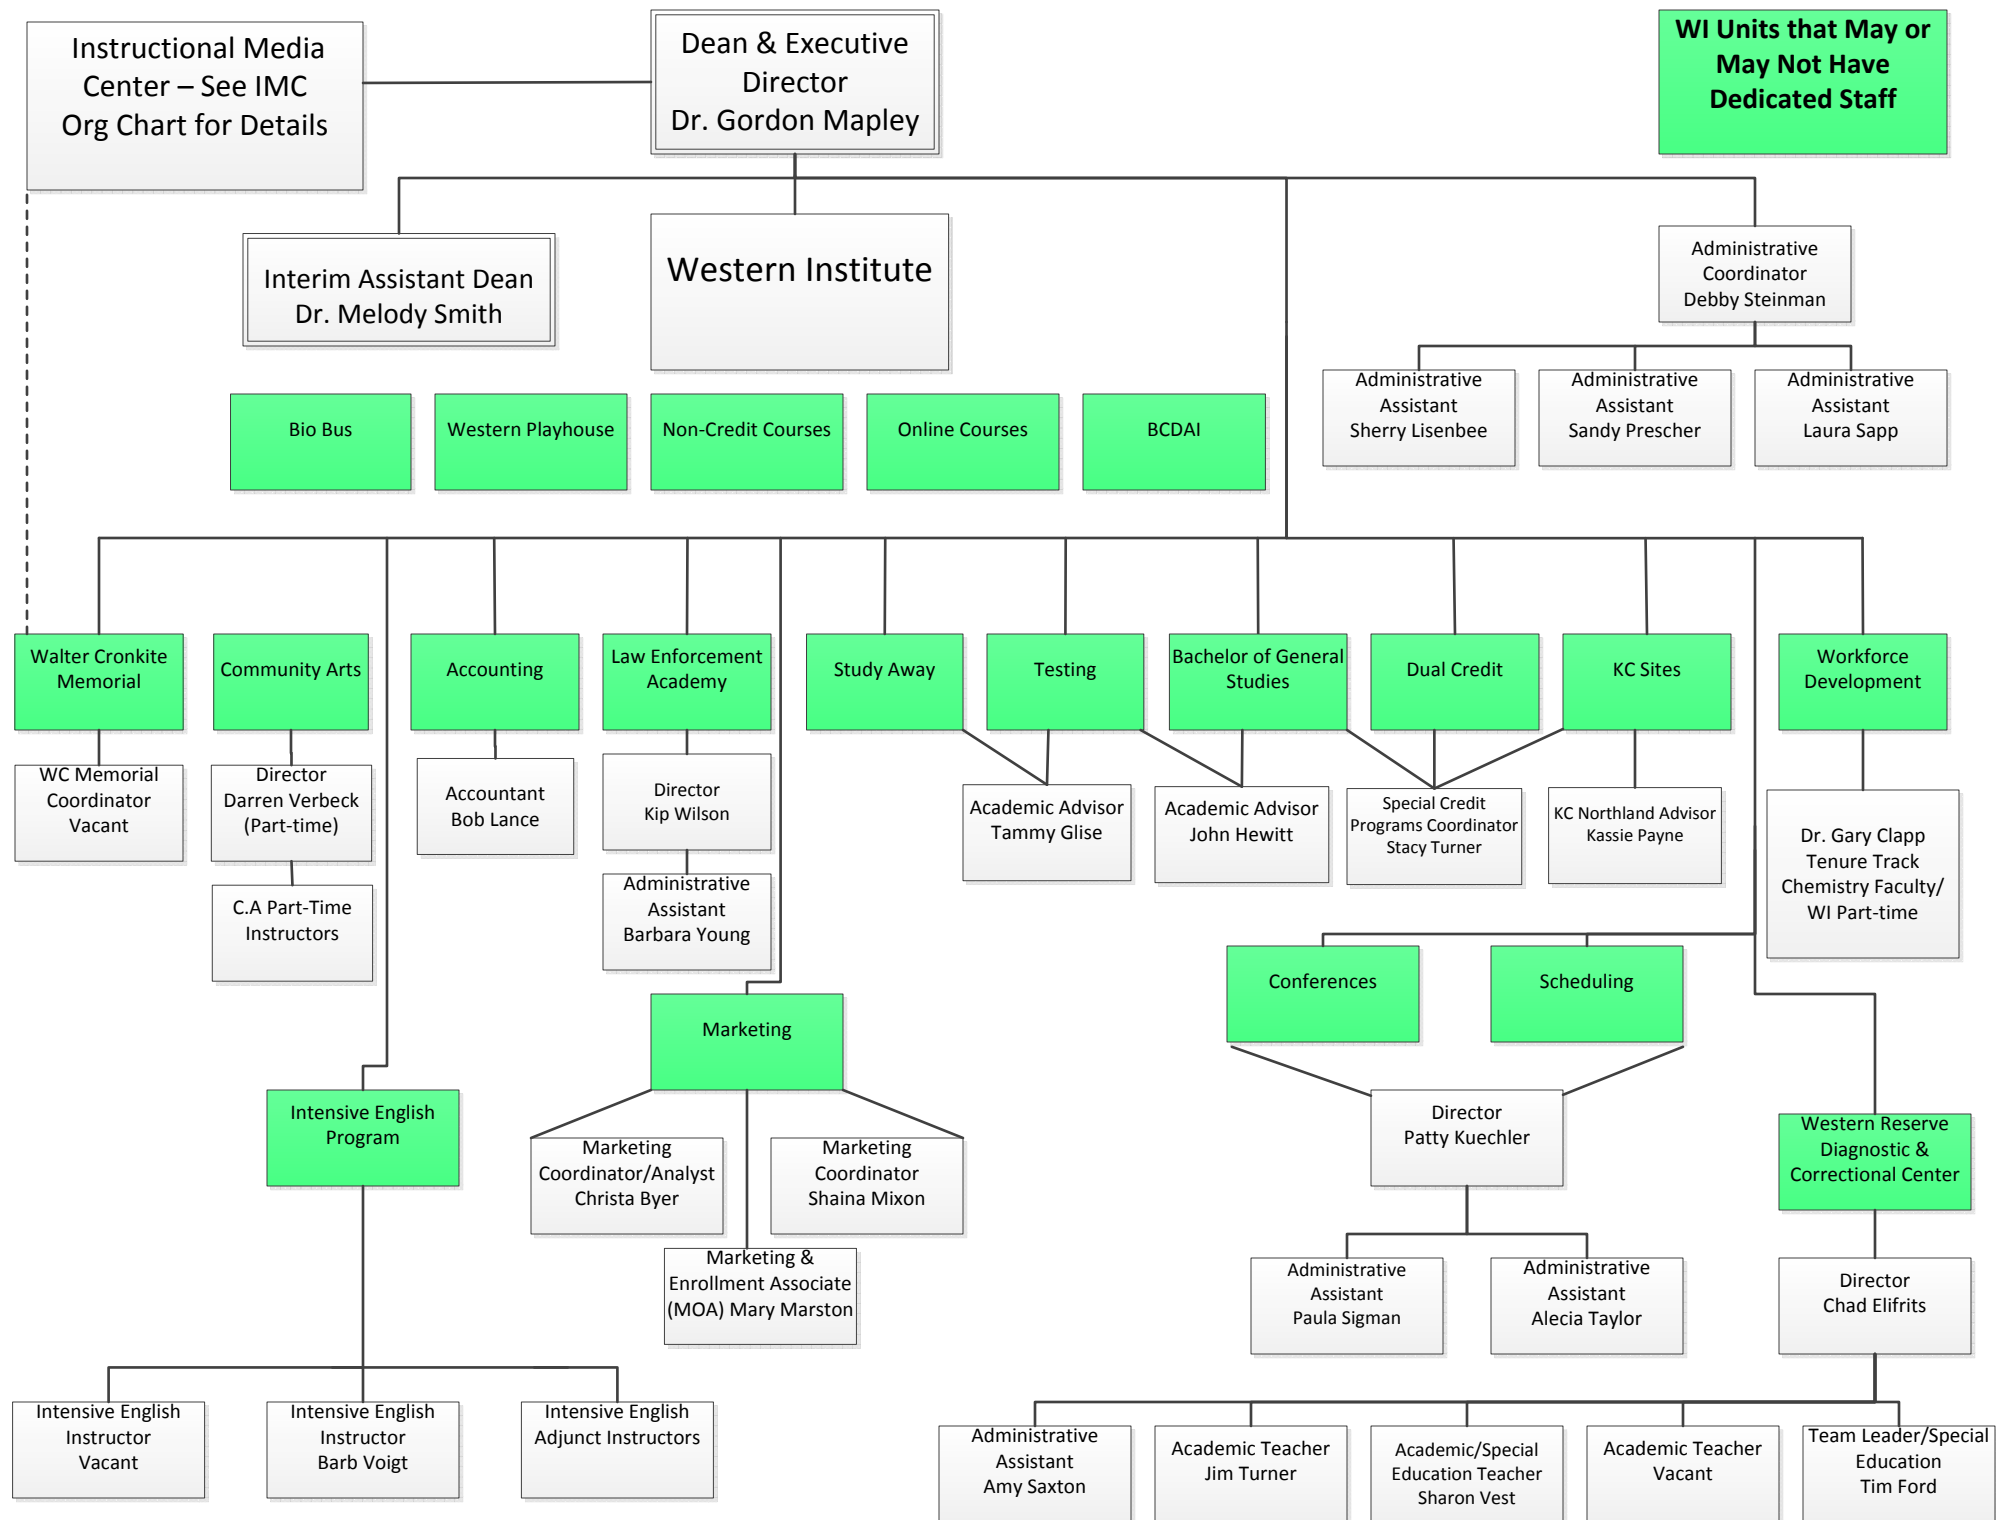 Instructional Media
Center – See IMC
Org Chart for Details
Dean & Executive
Director
Dr. Gordon Mapley
WI Units that May or
May Not Have
Dedicated Staff
Interim Assistant Dean
Dr. Melody Smith
Western Institute
Administrative
Coordinator
Debby Steinman
Administrative
Assistant
Sherry Lisenbee
Administrative
Assistant
Sandy Prescher
Administrative
Assistant
Laura Sapp
Bio Bus
Western Playhouse
Non-Credit Courses
Online Courses
BCDAI
Walter Cronkite
Memorial
Community Arts
Accounting
Law Enforcement
Academy
Study Away
Testing
Bachelor of General
Studies
Dual Credit
KC Sites
Workforce
Development
WC Memorial
Coordinator
Vacant
Director
Darren Verbeck
(Part-time)
Accountant
Bob Lance
Director
Kip Wilson
Academic Advisor
Tammy Glise
Academic Advisor
John Hewitt
Special Credit
Programs Coordinator
Stacy Turner
KC Northland Advisor
Kassie Payne
Dr. Gary Clapp
Tenure Track
Chemistry Faculty/
WI Part-time
C.A Part-Time
Instructors
Administrative
Assistant
Barbara Young
Conferences
Scheduling
Marketing
Intensive English
Program
Marketing
Coordinator/Analyst
Christa Byer
Marketing
Coordinator
Shaina Mixon
Marketing &
Enrollment Associate
(MOA) Mary Marston
Director
Patty Kuechler
Western Reserve
Diagnostic &
Correctional Center
Administrative
Assistant
Paula Sigman
Administrative
Assistant
Alecia Taylor
Director
Chad Elifrits
Intensive English
Instructor
Vacant
Intensive English
Instructor
Barb Voigt
Intensive English
Adjunct Instructors
Administrative
Assistant
Amy Saxton
Academic Teacher
Jim Turner
Academic/Special
Education Teacher
Sharon Vest
Academic Teacher
Vacant
Team Leader/Special
Education
Tim Ford